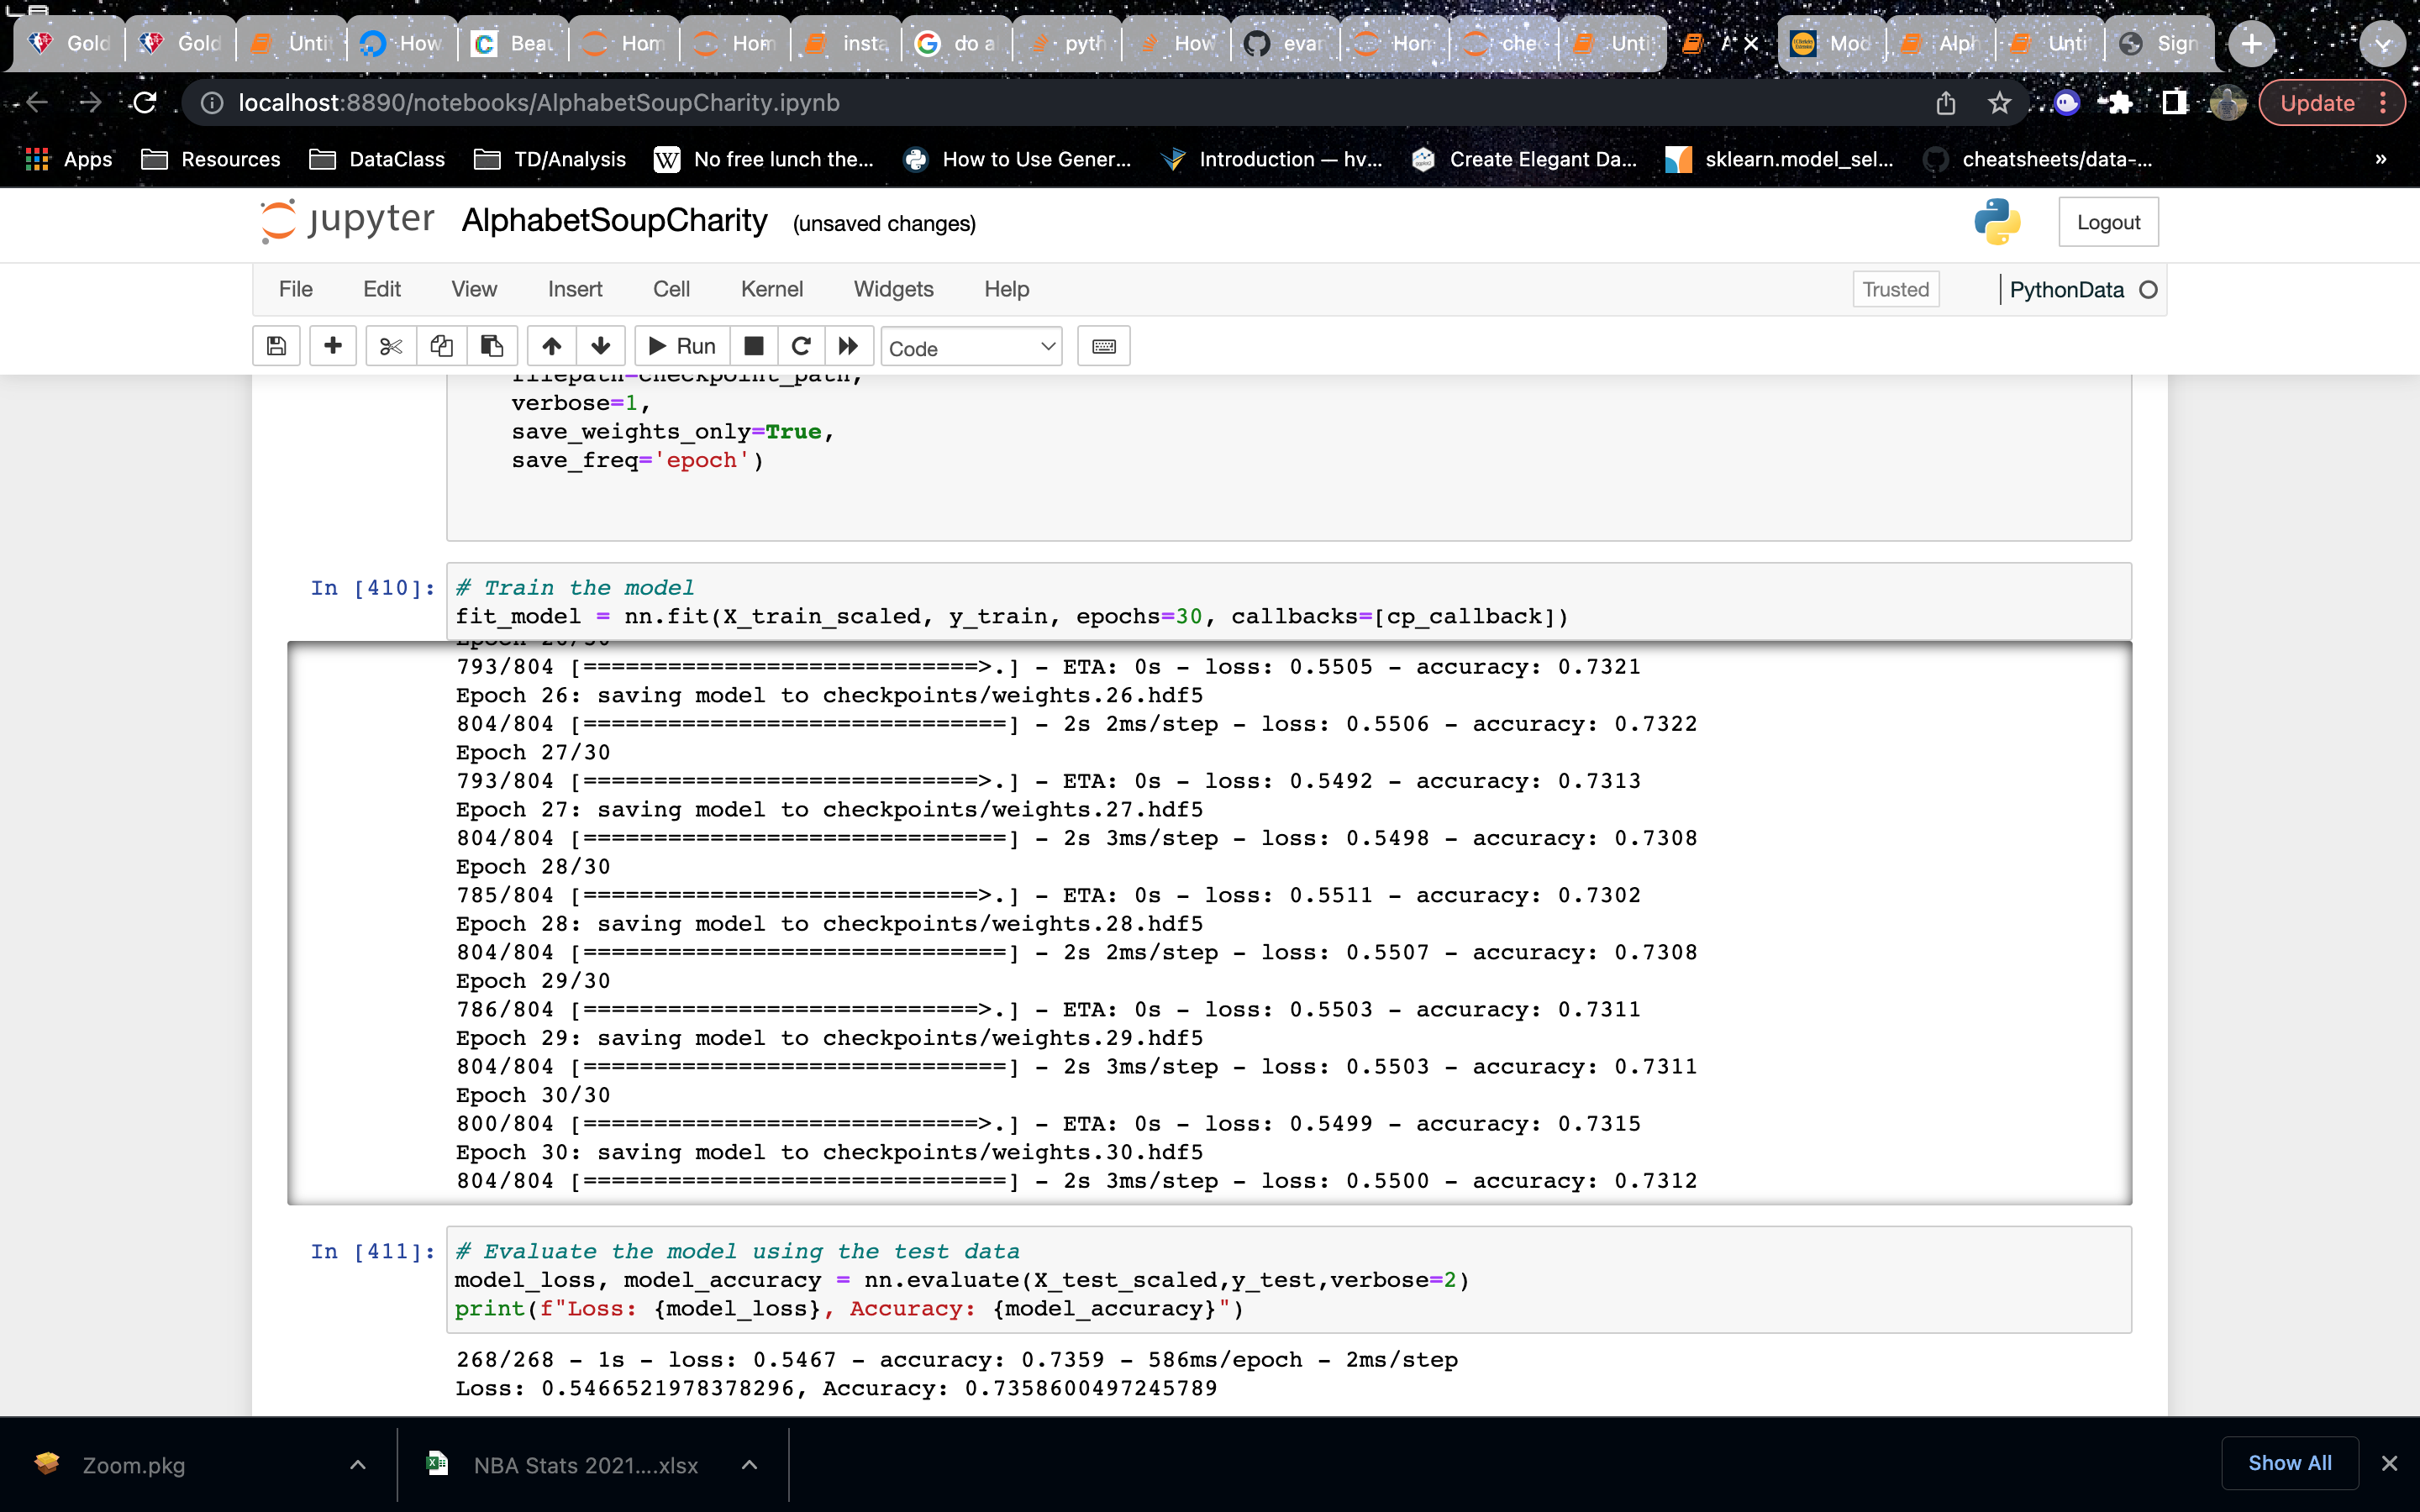 Gold
Gold
Unti
How
Beau
Hom
Hom
insta
do a
pyth
How
evan
Hom
che
Unti
A
Mod
Alph
Unti
Sign
localhost:8890/notebooks/AlphabetSoupCharity.ipynb
Update
Apps
Resources
DataClass
TD/Analysis
W No free lunch the...
How to Use Gener...
Introduction — hv...
Create Elegant Da...
sklearn.model_sel...
cheatsheets/data-...
»
jupyter AlphabetSoupCharity (unsaved changes)
Logout
File Edit View Insert Cell Kernel Widgets Help
Trusted
PythonData
Run
Code
filepath=checkpoint_path,
verbose=1,
save_weights_only=True,
save_freq='epoch')
In [410]: # Train the model
fit_model = nn.fit(X_train_scaled, y_train, epochs=30, callbacks=[cp_callback])
Epoch 26/30
793/804 [============================>.] - ETA: 0s - loss: 0.5505 - accuracy: 0.7321
Epoch 26: saving model to checkpoints/weights.26.hdf5
804/804 [==============================] - 2s 2ms/step - loss: 0.5506 - accuracy: 0.7322
Epoch 27/30
793/804 [============================>.] - ETA: 0s - loss: 0.5492 - accuracy: 0.7313
Epoch 27: saving model to checkpoints/weights.27.hdf5
804/804 [==============================] - 2s 3ms/step - loss: 0.5498 - accuracy: 0.7308
Epoch 28/30
785/804 [============================>.] - ETA: 0s - loss: 0.5511 - accuracy: 0.7302
Epoch 28: saving model to checkpoints/weights.28.hdf5
804/804 [==============================] - 2s 2ms/step - loss: 0.5507 - accuracy: 0.7308
Epoch 29/30
786/804 [============================>.] - ETA: 0s - loss: 0.5503 - accuracy: 0.7311
Epoch 29: saving model to checkpoints/weights.29.hdf5
804/804 [==============================] - 2s 3ms/step - loss: 0.5503 - accuracy: 0.7311
Epoch 30/30
800/804 [============================>.] - ETA: 0s - loss: 0.5499 - accuracy: 0.7315
Epoch 30: saving model to checkpoints/weights.30.hdf5
804/804 [==============================] - 2s 3ms/step - loss: 0.5500 - accuracy: 0.7312
In [411]: # Evaluate the model using the test data
model_loss, model_accuracy = nn.evaluate(X_test_scaled,y_test,verbose=2)
print(f"Loss: {model_loss}, Accuracy: {model_accuracy}")
268/268 - 1s - loss: 0.5467 - accuracy: 0.7359 - 586ms/epoch - 2ms/step
Loss: 0.5466521978378296, Accuracy: 0.7358600497245789
Zoom.pkg
NBA Stats 2021....xlsx
Show All